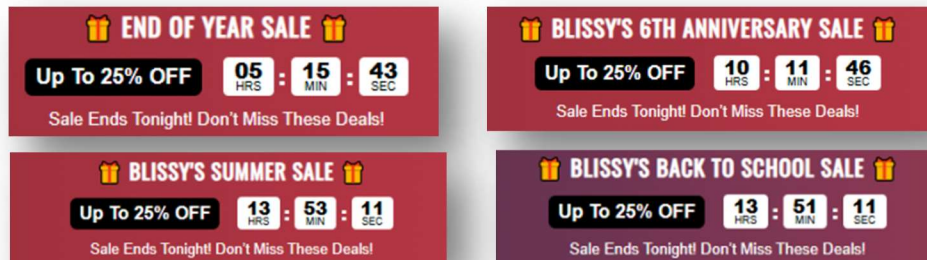 END OF YEAR SALE
Up To 25% OFF 05 : 15 : 43
HRS MIN SEC
Sale Ends Tonight! Don't Miss These Deals!
BLISSY'S 6TH ANNIVERSARY SALE
Up To 25% OFF 10 : 11 : 46
HRS MIN SEC
Sale Ends Tonight! Don't Miss These Deals!
BLISSY'S SUMMER SALE
Up To 25% OFF 13 : 53 : 11
HRS MIN SEC
Sale Ends Tonight! Don't Miss These Deals!
BLISSY'S BACK TO SCHOOL SALE
Up To 25% OFF 13 : 51 : 11
HRS MIN SEC
Sale Ends Tonight! Don't Miss These Deals!